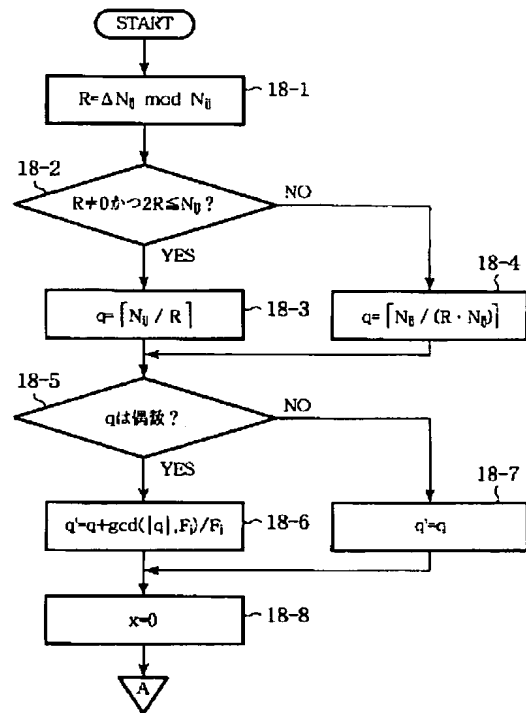 START
R=ΔN_ij mod N_ij
18-1
18-2
R≠0かつ2R≦N_ij?
NO
YES
18-4
q=⌈N_ij / R⌉
18-3
q=⌈N_ij / (R・N_ij)⌉
18-5
qは偶数?
NO
YES
18-7
q'=q+gcd(|q|,F_i)/F_i
18-6
q'=q
x=0
18-8
A